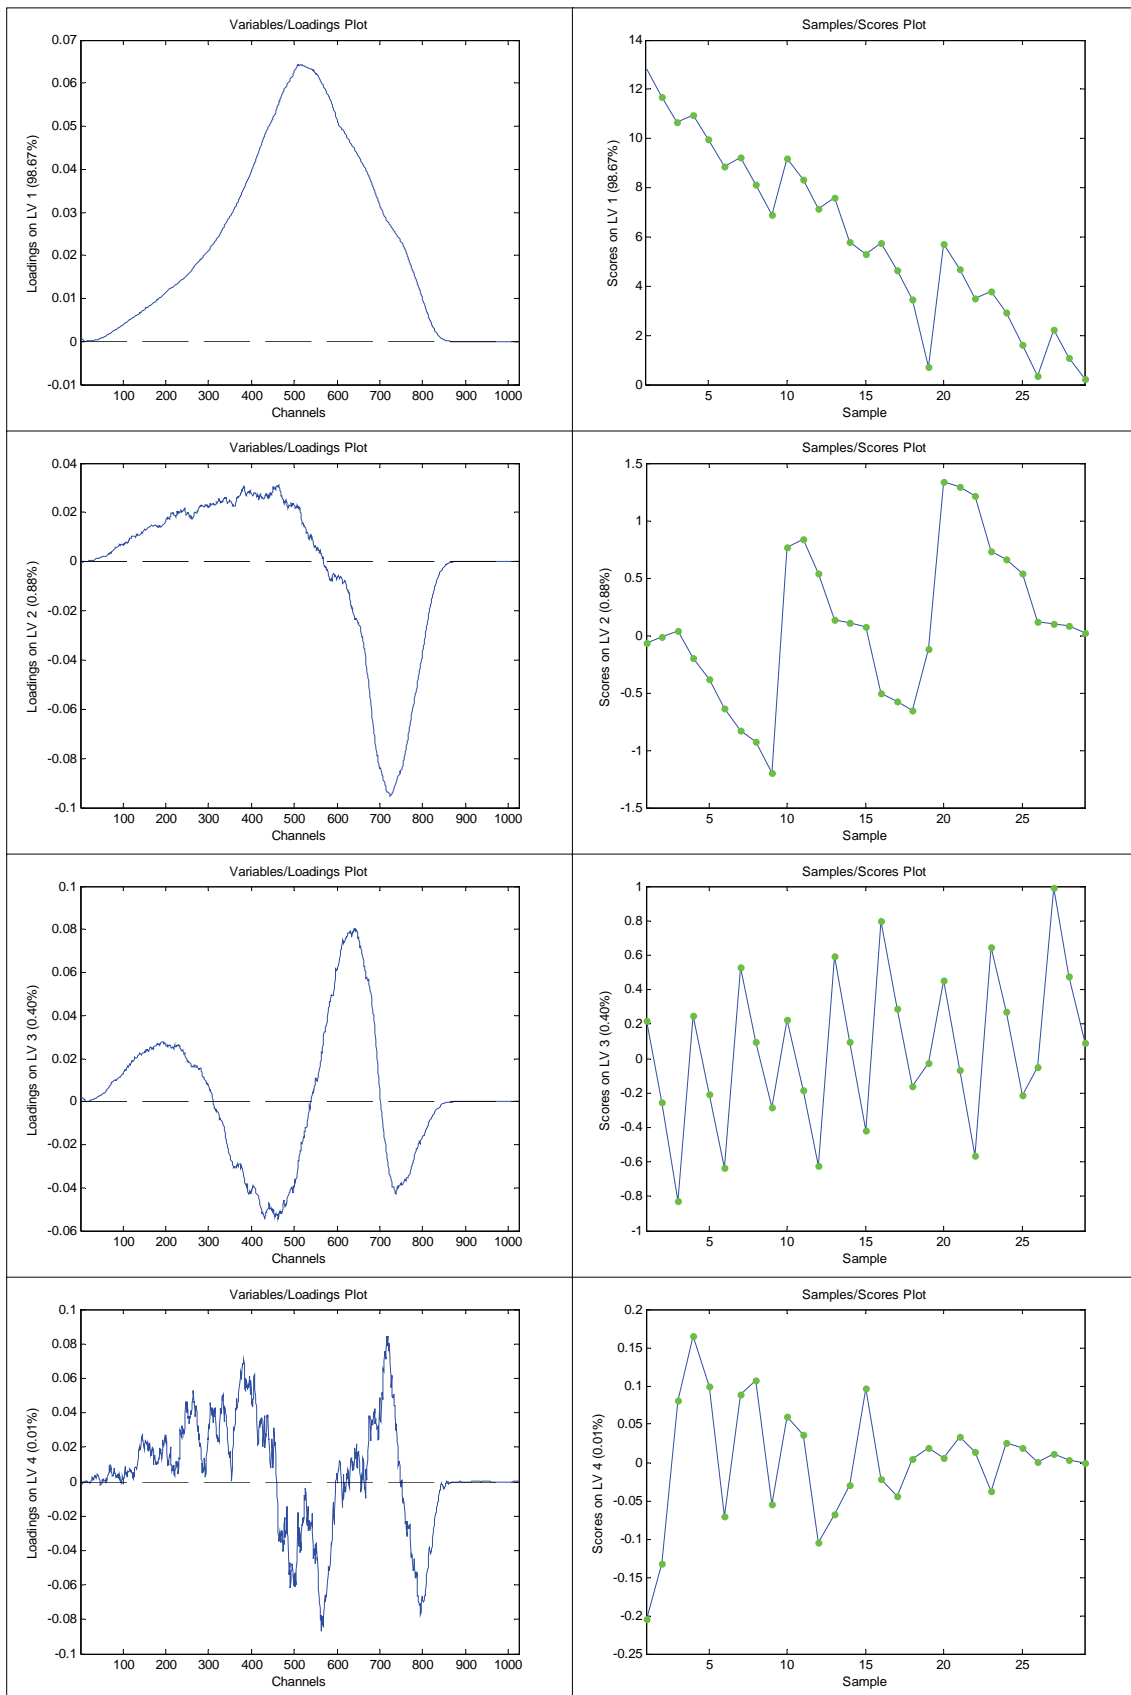 Variables/Loadings Plot
0.07
0.06
0.05
0.04
0.03
0.02
0.01
0
-0.01
Loadings on LV 1 (98.67%)
100 200 300 400 500 600 700 800 900 1000
Channels
Samples/Scores Plot
14
12
10
8
6
4
2
0
Scores on LV 1 (98.67%)
5 10 15 20 25
Sample
Variables/Loadings Plot
0.04
0.02
0
-0.02
-0.04
-0.06
-0.08
-0.1
Loadings on LV 2 (0.88%)
100 200 300 400 500 600 700 800 900 1000
Channels
Samples/Scores Plot
1.5
1
0.5
0
-0.5
-1
-1.5
Scores on LV 2 (0.88%)
5 10 15 20 25
Sample
Variables/Loadings Plot
0.1
0.08
0.06
0.04
0.02
0
-0.02
-0.04
-0.06
Loadings on LV 3 (0.40%)
100 200 300 400 500 600 700 800 900 1000
Channels
Samples/Scores Plot
1
0.8
0.6
0.4
0.2
0
-0.2
-0.4
-0.6
-0.8
-1
Scores on LV 3 (0.40%)
5 10 15 20 25
Sample
Variables/Loadings Plot
0.1
0.08
0.06
0.04
0.02
0
-0.02
-0.04
-0.06
-0.08
-0.1
Loadings on LV 4 (0.01%)
100 200 300 400 500 600 700 800 900 1000
Channels
Samples/Scores Plot
0.2
0.15
0.1
0.05
0
-0.05
-0.1
-0.15
-0.2
-0.25
Scores on LV 4 (0.01%)
5 10 15 20 25
Sample